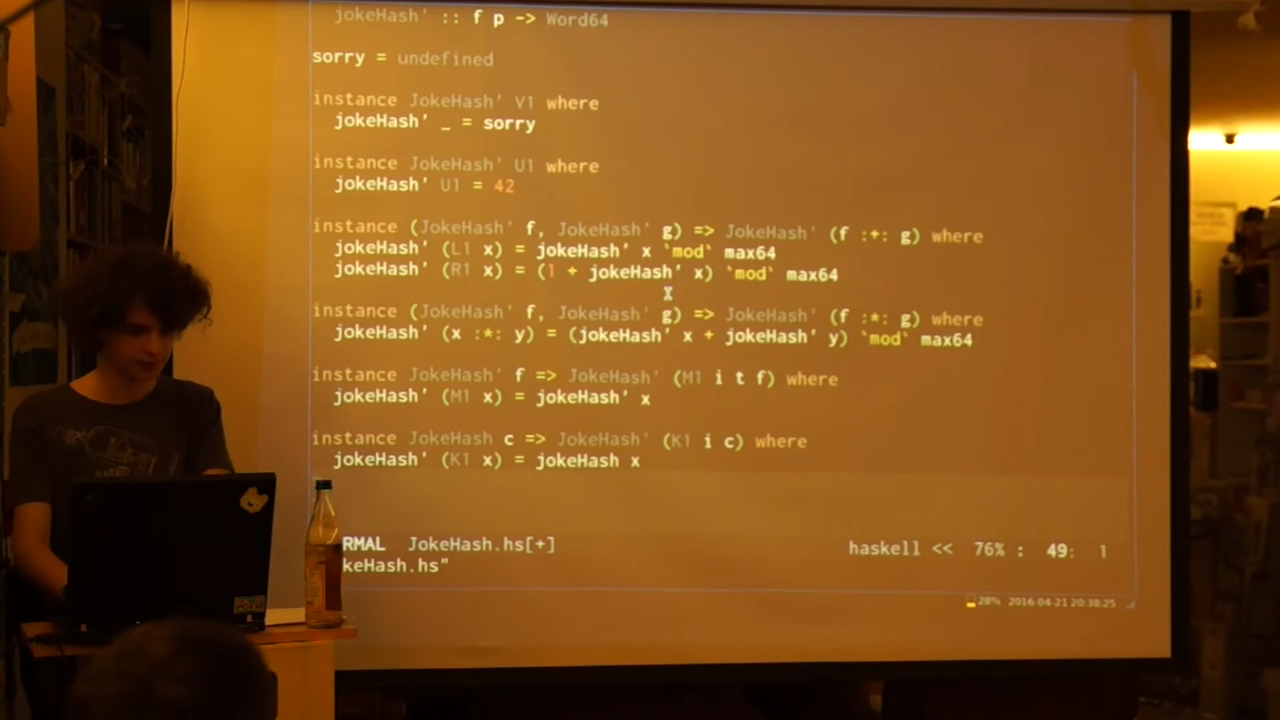 jokeHash' :: f p -> Word64
sorry = undefined
instance JokeHash' V1 where
jokeHash' _ = sorry
instance JokeHash' U1 where
jokeHash' U1 = 42
instance (JokeHash' f, JokeHash' g) => JokeHash' (f :+: g) where
jokeHash' (L1 x) = jokeHash' x `mod` max64
jokeHash' (R1 x) = (1 + jokeHash' x) `mod` max64
instance (JokeHash' f, JokeHash' g) => JokeHash' (f :*: g) where
jokeHash' (x :*: y) = (jokeHash' x + jokeHash' y) `mod` max64
instance JokeHash' f => JokeHash' (M1 i t f) where
jokeHash' (M1 x) = jokeHash' x
instance JokeHash c => JokeHash' (K1 i c) where
jokeHash' (K1 x) = jokeHash x
RMAL JokeHash.hs[+] haskell << 76% : 49: 1
keHash.hs"
28% 2016-04-21 20:38:25